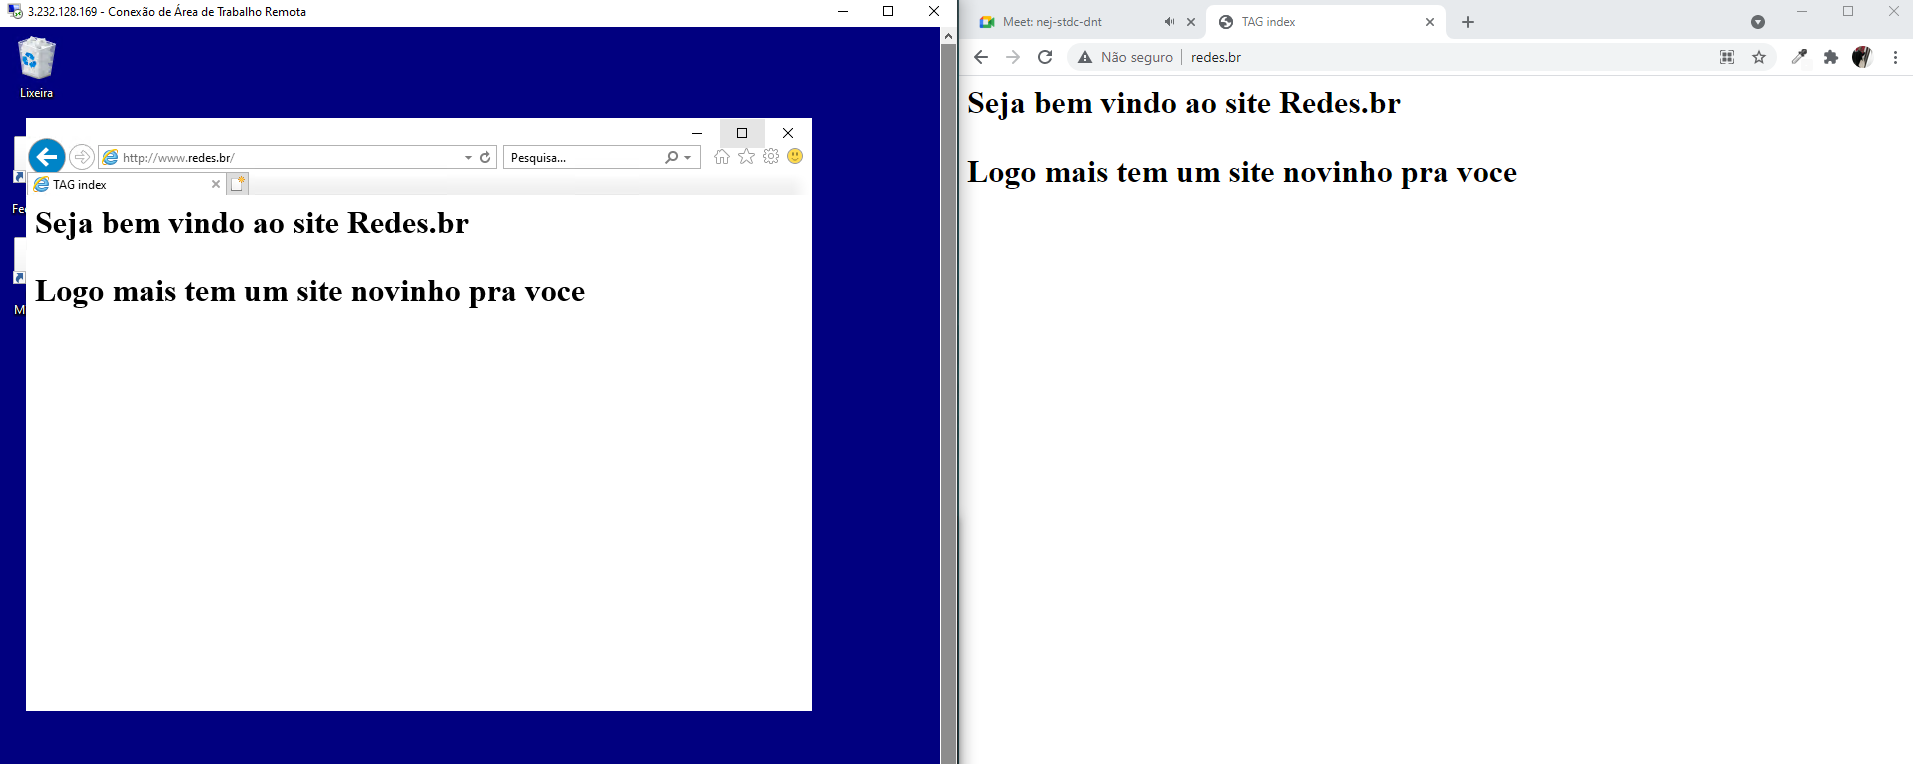 3.232.128.169 - Conexão de Área de Trabalho Remota
Lixeira
http://www.redes.br/
Pesquisa...
TAG index
Seja bem vindo ao site Redes.br
Logo mais tem um site novinho pra voce
Meet: nej-stdc-dnt
TAG index
Não seguro
redes.br
Seja bem vindo ao site Redes.br
Logo mais tem um site novinho pra voce